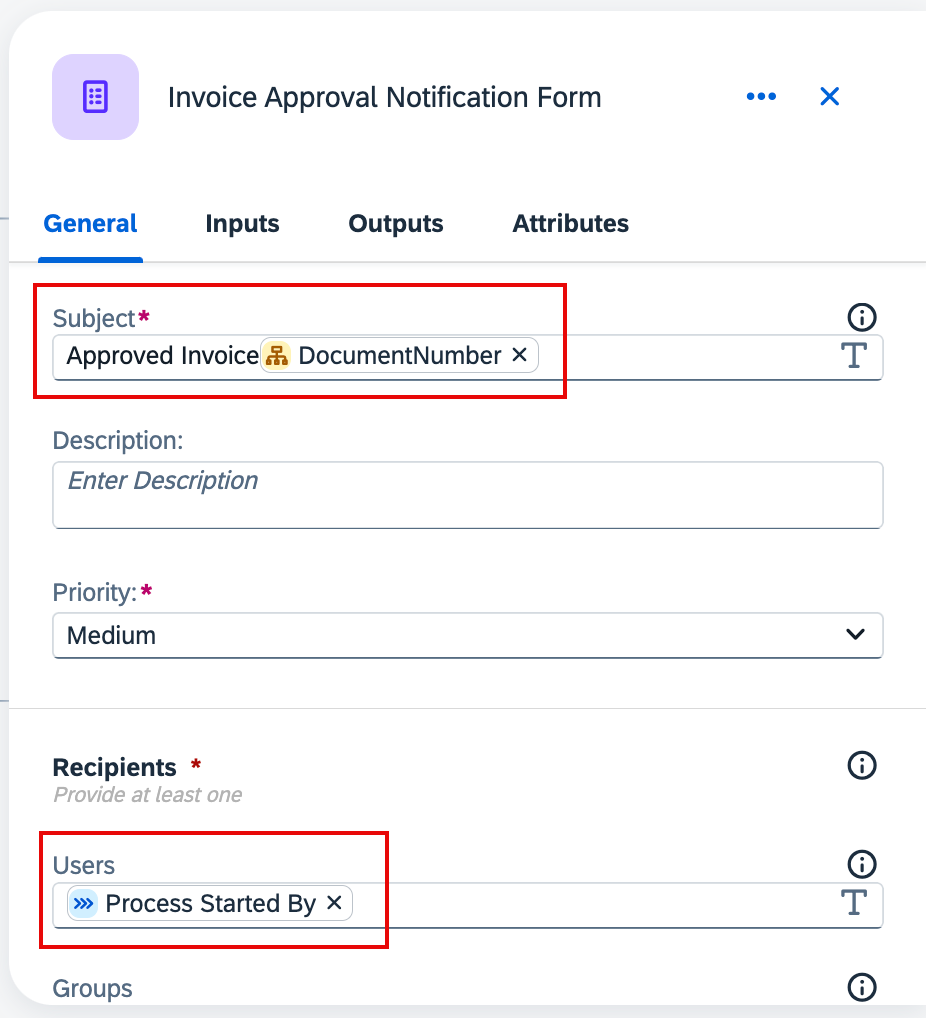 Invoice Approval Notification Form
General Inputs Outputs Attributes
Subject*
Approved Invoice DocumentNumber
Description:
Enter Description
Priority:*
Medium
Recipients *
Provide at least one
Users
Process Started By
Groups